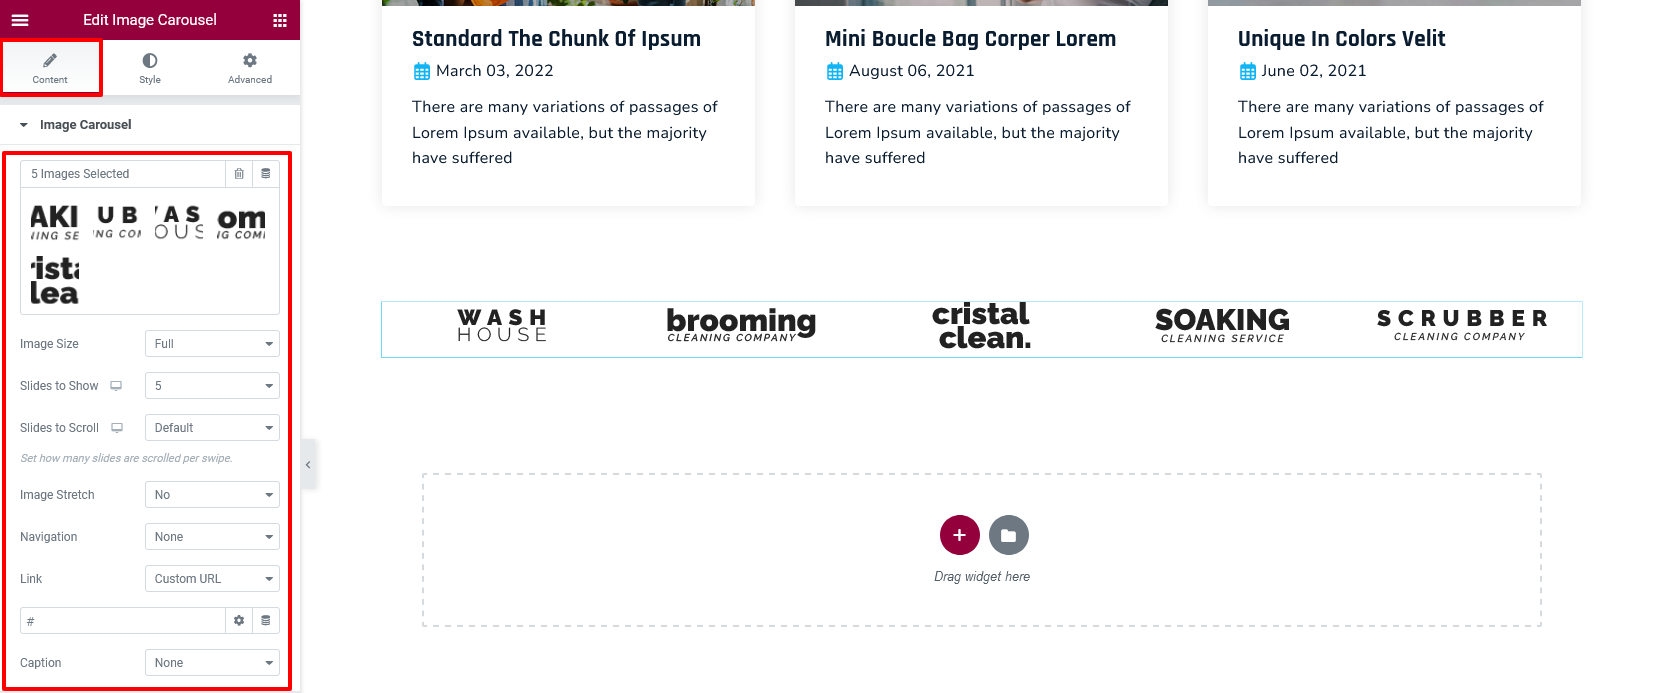 Edit Image Carousel
Content
Style
Advanced
Image Carousel
5 Images Selected
AKI
UB
AS
om
ING SE
NG CO
OUS
IG COM
rist
lea
Image Size
Full
Slides to Show
5
Slides to Scroll
Default
Set how many slides are scrolled per swipe.
Image Stretch
No
Navigation
None
Link
Custom URL
#
Caption
None
Standard The Chunk Of Ipsum
March 03, 2022
There are many variations of passages of
Lorem Ipsum available, but the majority
have suffered
Mini Boucle Bag Corper Lorem
August 06, 2021
There are many variations of passages of
Lorem Ipsum available, but the majority
have suffered
Unique In Colors Velit
June 02, 2021
There are many variations of passages of
Lorem Ipsum available, but the majority
have suffered
WASH
HOUSE
brooming
CLEANING COMPANY
cristal
clean.
SOAKING
CLEANING SERVICE
SCRUBBER
CLEANING COMPANY
Drag widget here